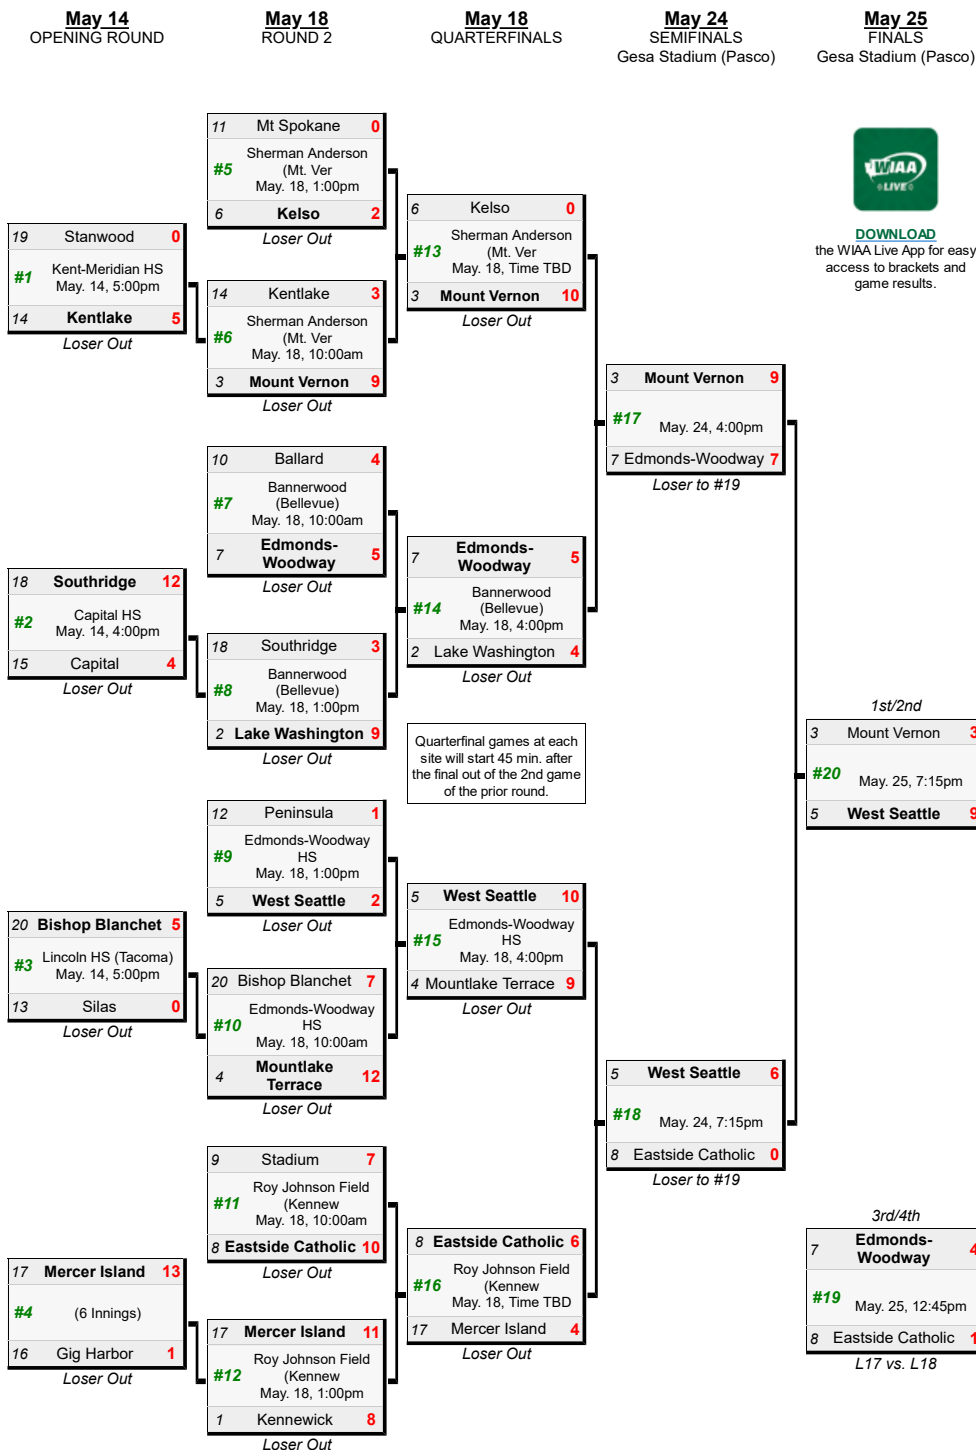 May 14
OPENING ROUND
May 18
ROUND 2
May 18
QUARTERFINALS
May 24
SEMIFINALS
Gesa Stadium (Pasco)
May 25
FINALS
Gesa Stadium (Pasco)
WIAA
LIVE
DOWNLOAD
the WIAA Live App for easy
access to brackets and
game results.
19 Stanwood 0
#1 Kent-Meridian HS
May. 14, 5:00pm
14 Kentlake 5
Loser Out
18 Southridge 12
#2 Capital HS
May. 14, 4:00pm
15 Capital 4
Loser Out
20 Bishop Blanchet 5
#3 Lincoln HS (Tacoma)
May. 14, 5:00pm
13 Silas 0
Loser Out
17 Mercer Island 13
#4 (6 Innings)
16 Gig Harbor 1
Loser Out
11 Mt Spokane 0
#5 Sherman Anderson
(Mt. Ver
May. 18, 1:00pm
6 Kelso 2
Loser Out
14 Kentlake 3
#6 Sherman Anderson
(Mt. Ver
May. 18, 10:00am
3 Mount Vernon 9
Loser Out
10 Ballard 4
#7 Bannerwood
(Bellevue)
May. 18, 10:00am
7 Edmonds-
Woodway 5
Loser Out
18 Southridge 3
#8 Bannerwood
(Bellevue)
May. 18, 1:00pm
2 Lake Washington 9
Loser Out
12 Peninsula 1
#9 Edmonds-Woodway
HS
May. 18, 1:00pm
5 West Seattle 2
Loser Out
20 Bishop Blanchet 7
#10 Edmonds-Woodway
HS
May. 18, 10:00am
4 Mountlake
Terrace 12
Loser Out
9 Stadium 7
#11 Roy Johnson Field
(Kennew
May. 18, 10:00am
8 Eastside Catholic 10
Loser Out
17 Mercer Island 11
#12 Roy Johnson Field
(Kennew
May. 18, 1:00pm
1 Kennewick 8
Loser Out
6 Kelso 0
#13 Sherman Anderson
(Mt. Ver
May. 18, Time TBD
3 Mount Vernon 10
Loser Out
7 Edmonds-
Woodway 5
#14 Bannerwood
(Bellevue)
May. 18, 4:00pm
2 Lake Washington 4
Loser Out
Quarterfinal games at each
site will start 45 min. after
the final out of the 2nd game
of the prior round.
5 West Seattle 10
#15 Edmonds-Woodway
HS
May. 18, 4:00pm
4 Mountlake Terrace 9
Loser Out
8 Eastside Catholic 6
#16 Roy Johnson Field
(Kennew
May. 18, Time TBD
17 Mercer Island 4
Loser Out
3 Mount Vernon 9
#17 May. 24, 4:00pm
7 Edmonds-Woodway 7
Loser to #19
5 West Seattle 6
#18 May. 24, 7:15pm
8 Eastside Catholic 0
Loser to #19
1st/2nd
3 Mount Vernon 3
#20 May. 25, 7:15pm
5 West Seattle 9
3rd/4th
7 Edmonds-
Woodway 4
#19 May. 25, 12:45pm
8 Eastside Catholic 1
L17 vs. L18